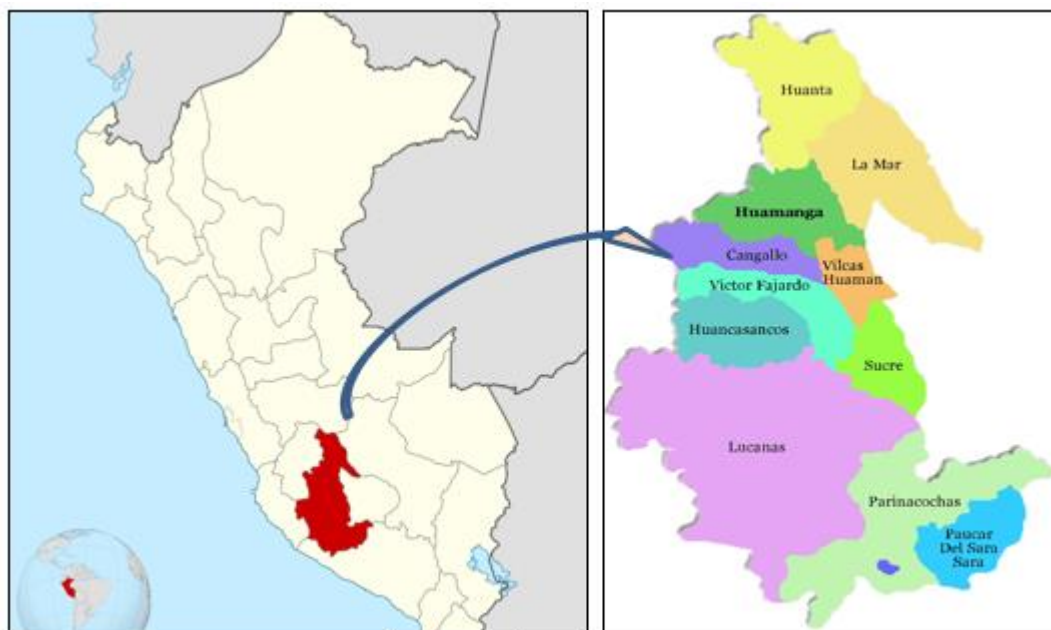 Huanta
La Mar
Huamanga
Cangallo
Vilcas
Huaman
Victor Fajardo
Huancasancos
Sucre
Lucanas
Parinacochas
Paucar
Del Sara
Sara